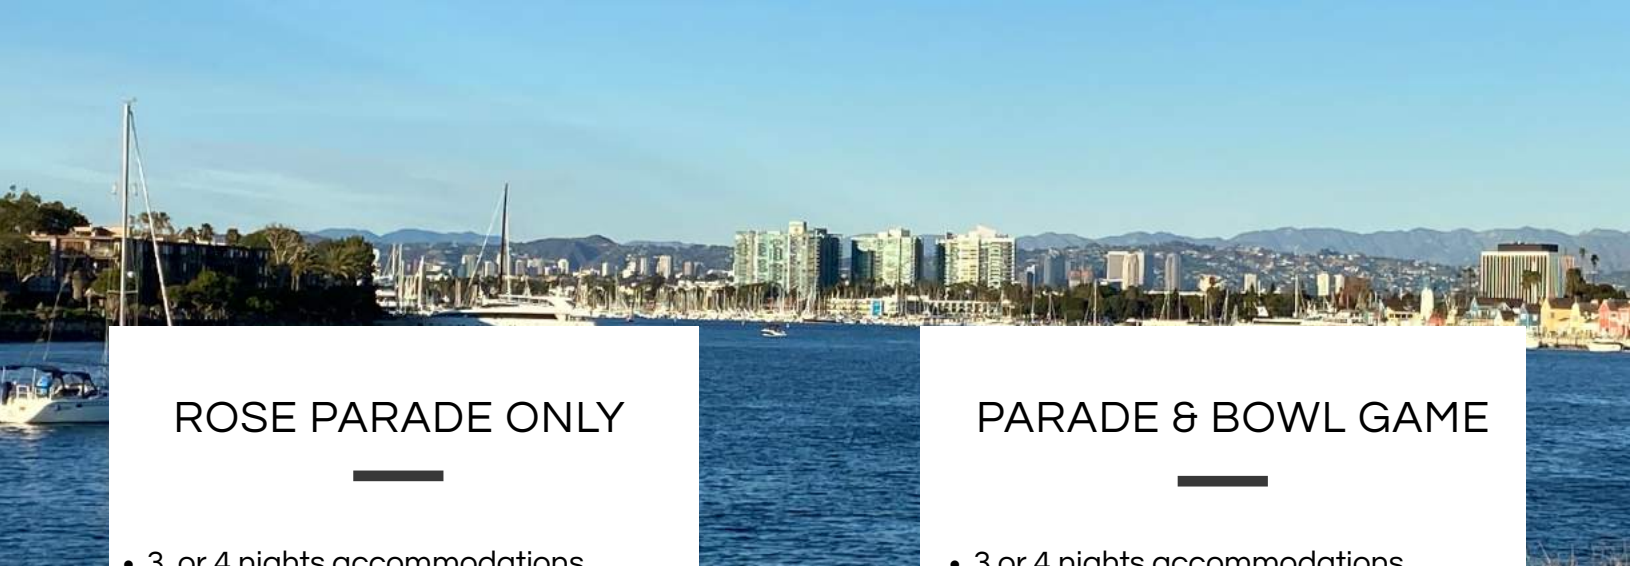 ROSE PARADE ONLY
PARADE & BOWL GAME
• 3 or 4 nights accommodations
• 3 or 4 nights accommodations